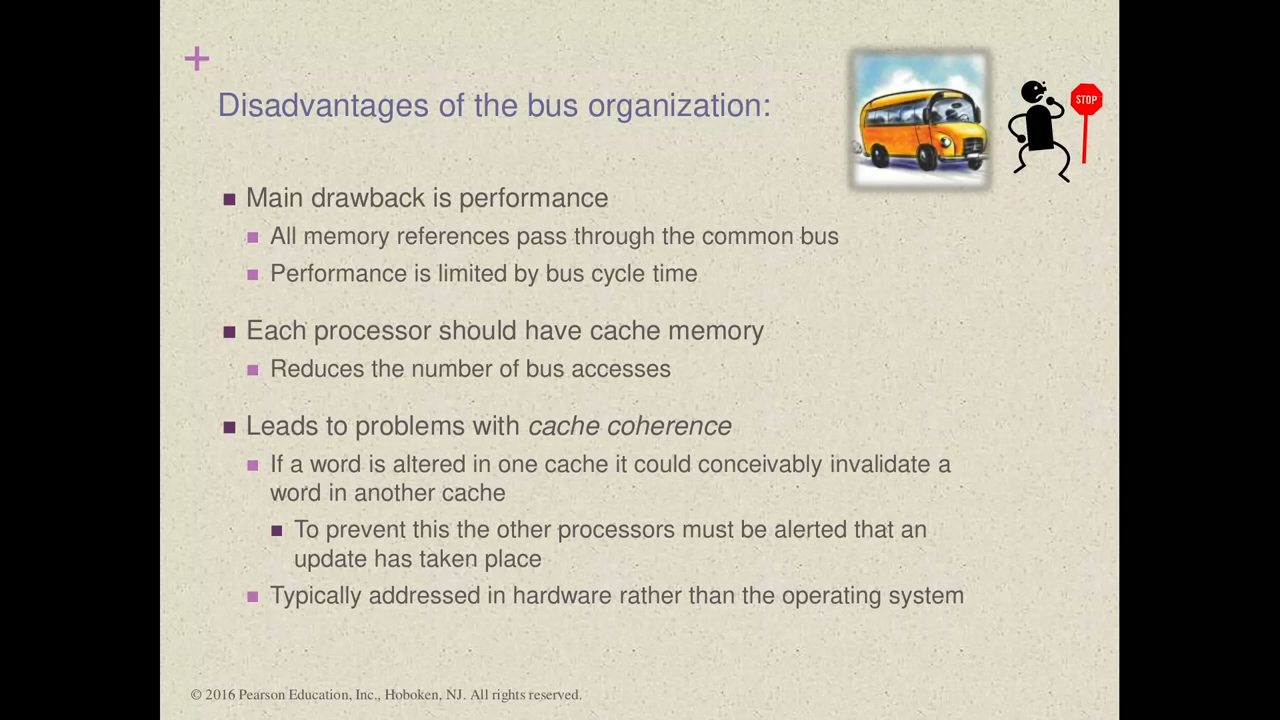 +
Disadvantages of the bus organization:
STOP
Main drawback is performance
All memory references pass through the common bus
Performance is limited by bus cycle time
Each processor should have cache memory
Reduces the number of bus accesses
Leads to problems with cache coherence
If a word is altered in one cache it could conceivably invalidate a
word in another cache
To prevent this the other processors must be alerted that an
update has taken place
Typically addressed in hardware rather than the operating system
© 2016 Pearson Education, Inc., Hoboken, NJ. All rights reserved.